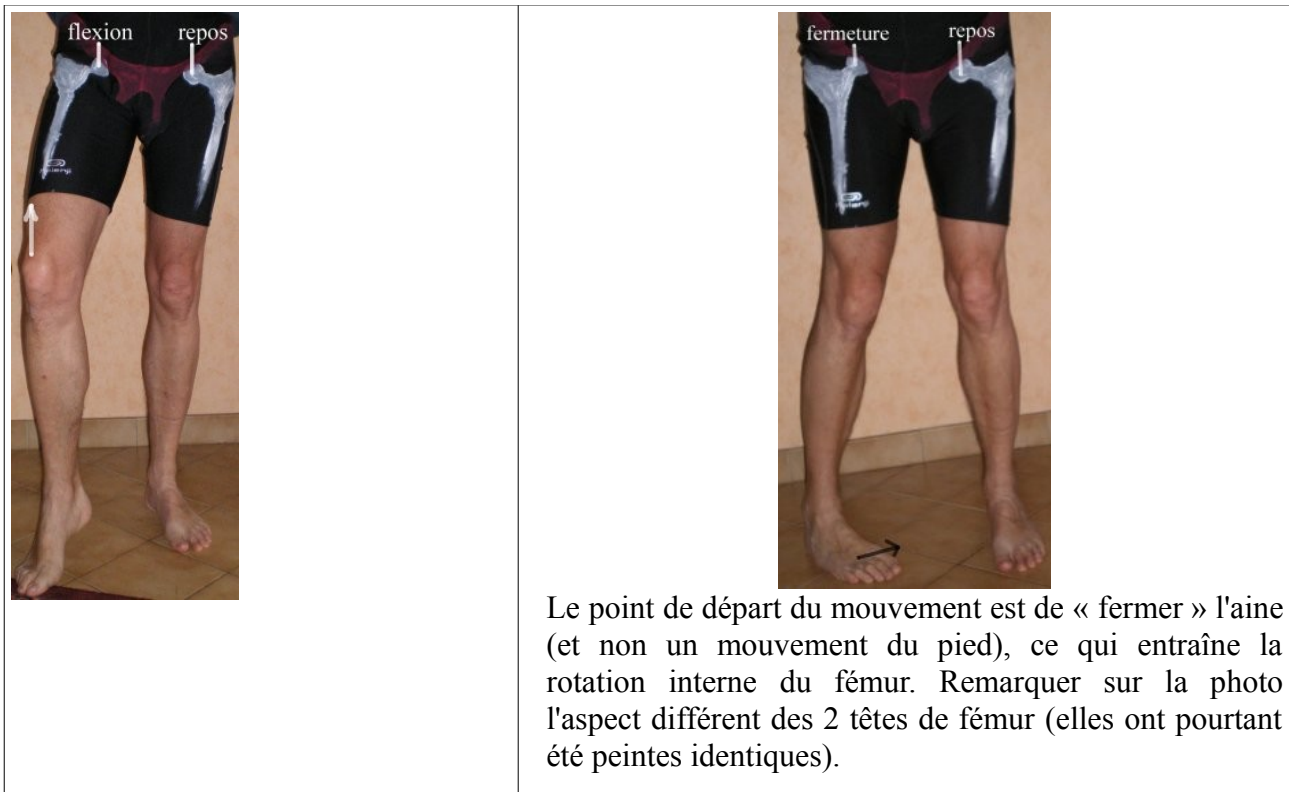 flexion repos
fermeture repos
Le point de départ du mouvement est de « fermer » l'aine
(et non un mouvement du pied), ce qui entraîne la
rotation interne du fémur. Remarquer sur la photo
l'aspect différent des 2 têtes de fémur (elles ont pourtant
été peintes identiques).